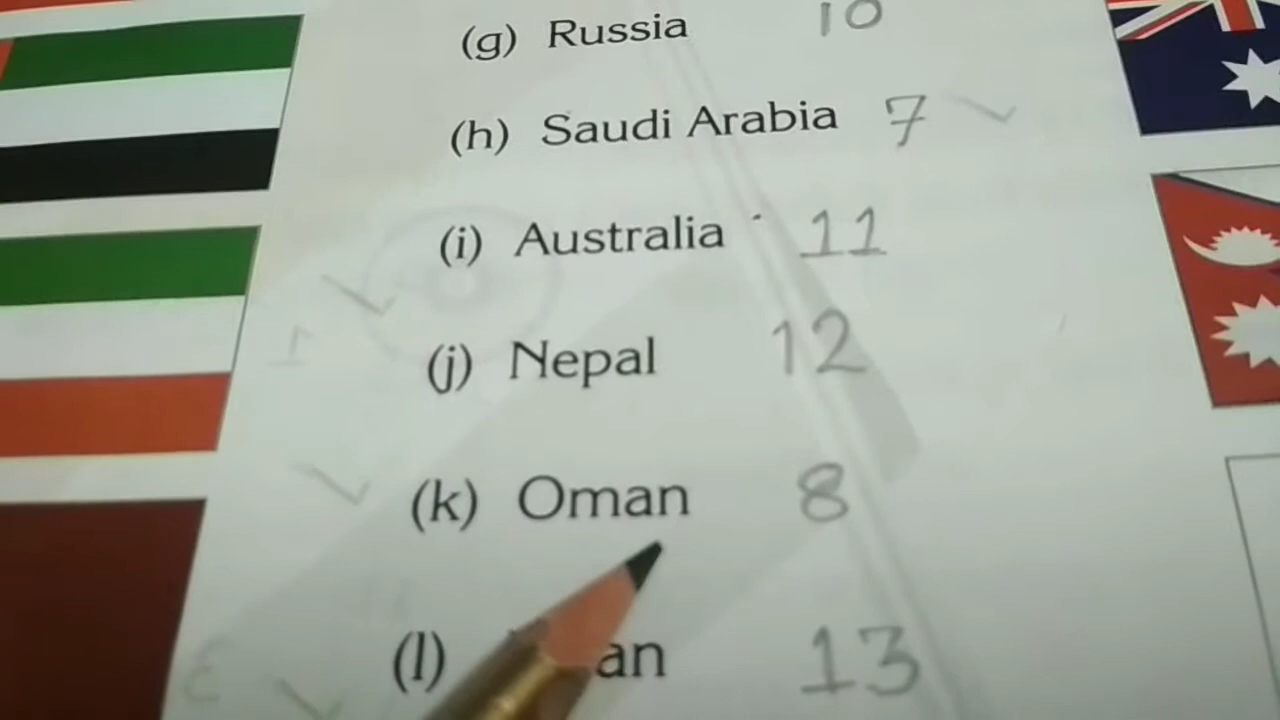 (g) Russia 10
(h) Saudi Arabia 7
(i) Australia 11
(j) Nepal 12
(k) Oman 8
(l) 13